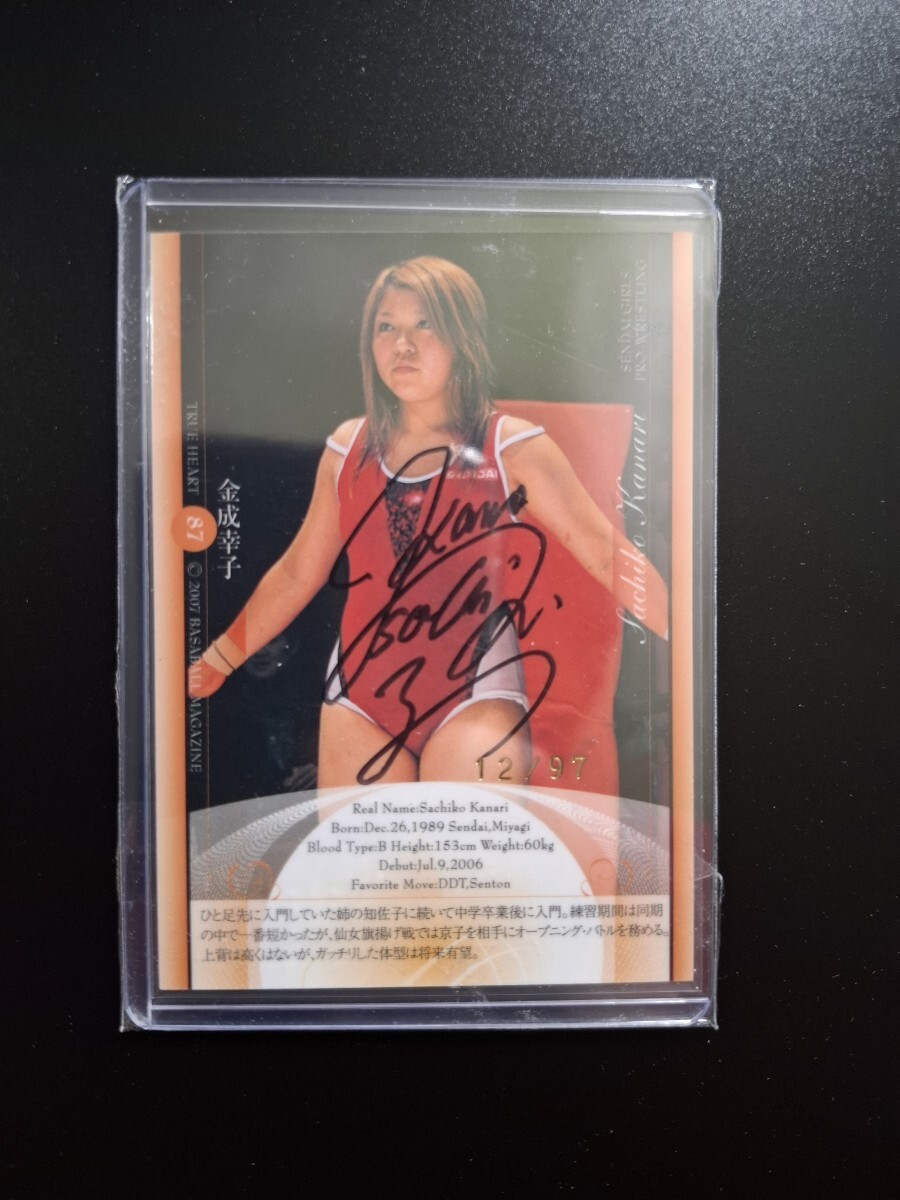 SENDAI GIRLS
PRO WRESTLING
Sachiko Kanari
TRUE HEART 87 © 2007 BASABALL MAGAZINE
金成幸子
12/97
Real Name:Sachiko Kanari
Born:Dec.26,1989 Sendai,Miyagi
Blood Type:B Height:153cm Weight:60kg
Debut:Jul.9,2006
Favorite Move:DDT,Senton
ひと足先に入門していた姉の知佐子に続いて中学卒業後に入門。練習期間は同期
の中で一番短かったが、仙女旗揚げ戦では京子を相手にオープニング・バトルを務める。
上背は高くはないが、ガッチリした体型は将来有望。